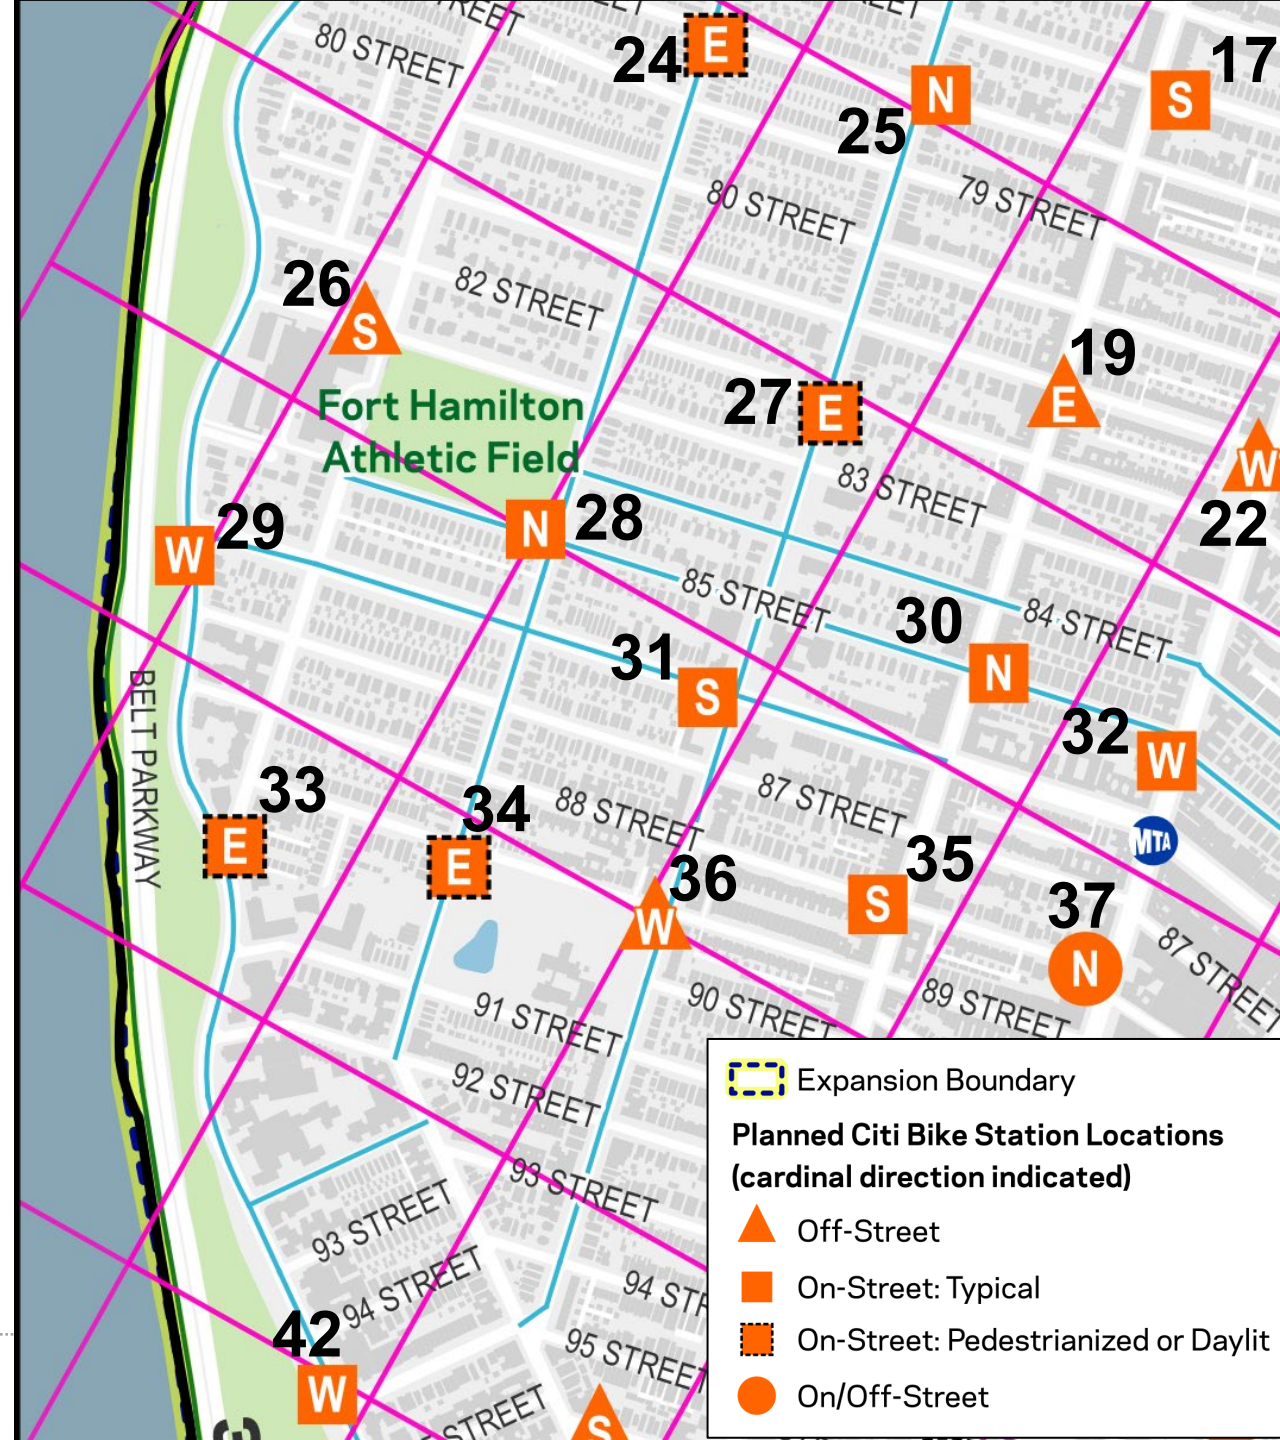 STREET
80 STREET
24
E
17
N
S
25
79 STREET
80 STREET
26
S
82 STREET
19
E
27
E
Fort Hamilton
Athletic Field
83 STREET
W
22
29
W
N
28
85 STREET
84 STREET
30
N
31
S
32
W
BELT PARKWAY
33
E
34
E
88 STREET
87 STREET
MTA
36
W
35
S
37
N
87 STREET
89 STREET
90 STREET
91 STREET
92 STREET
93 STREET
93 STREET
94 STREET
94 STR
95 STREET
42
W
STREET
S
Expansion Boundary
Planned Citi Bike Station Locations
(cardinal direction indicated)
Off-Street
On-Street: Typical
On-Street: Pedestrianized or Daylit
On/Off-Street